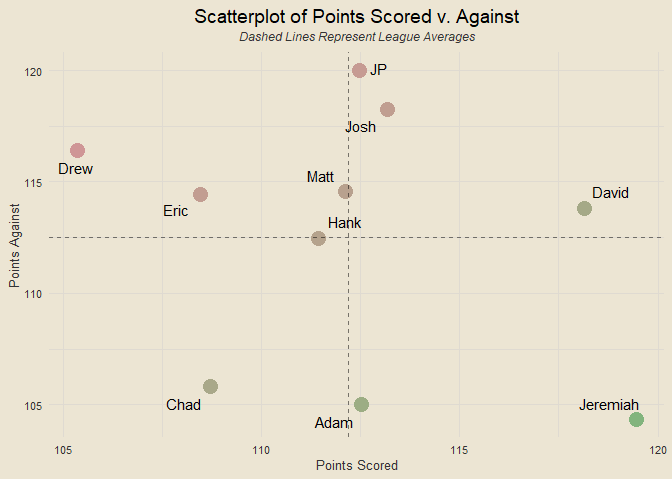 Scatterplot of Points Scored v. Against
Dashed Lines Represent League Averages
120
JP
Josh
Drew
Matt
115
David
Eric
Hank
Points Against
110
Chad
105
Adam
Jeremiah
105
110
115
120
Points Scored